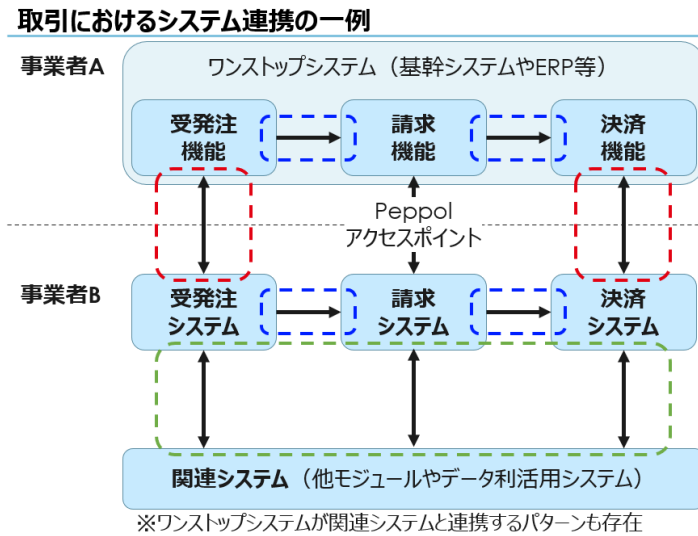 取引におけるシステム連携の一例
事業者A
ワンストップシステム（基幹システムやERP等）
受発注
機能
請求
機能
決済
機能
Peppol
アクセスポイント
事業者B
受発注
システム
請求
システム
決済
システム
関連システム（他モジュールやデータ利活用システム）
※ワンストップシステムが関連システムと連携するパターンも存在